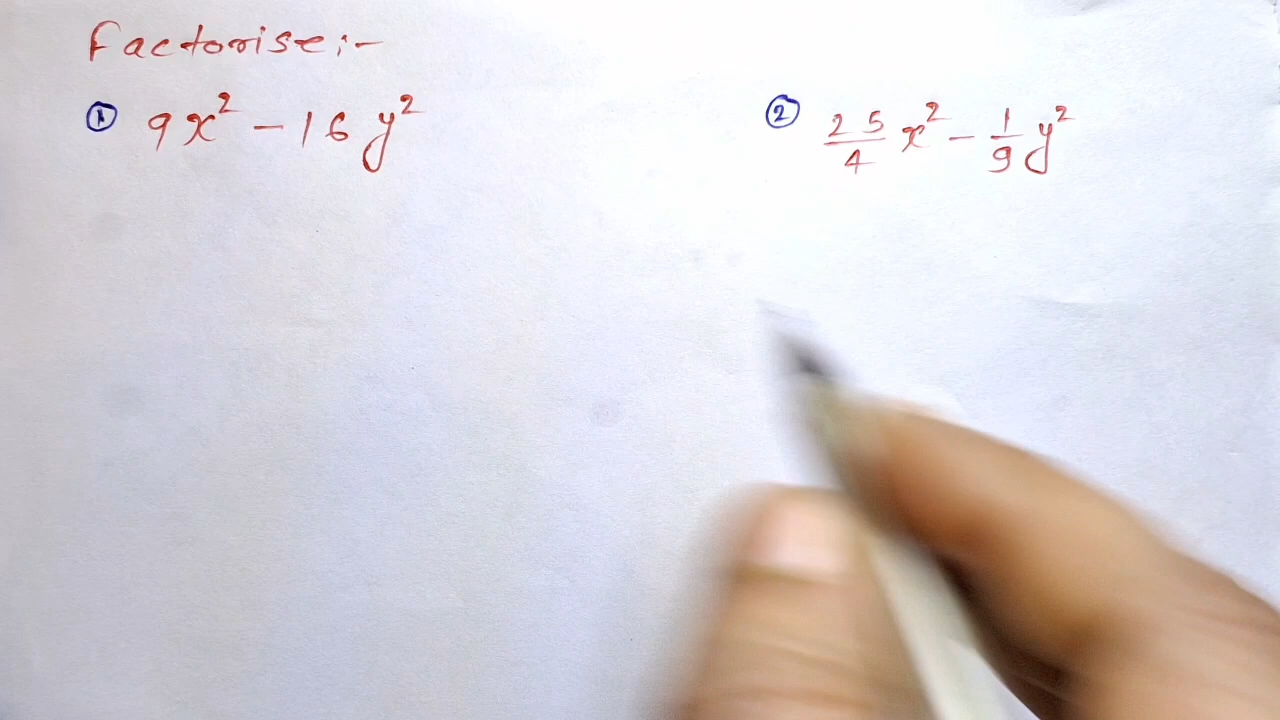 Factorise:-
① 9x² - 16y²
② 25/4 x² - 1/9 y²